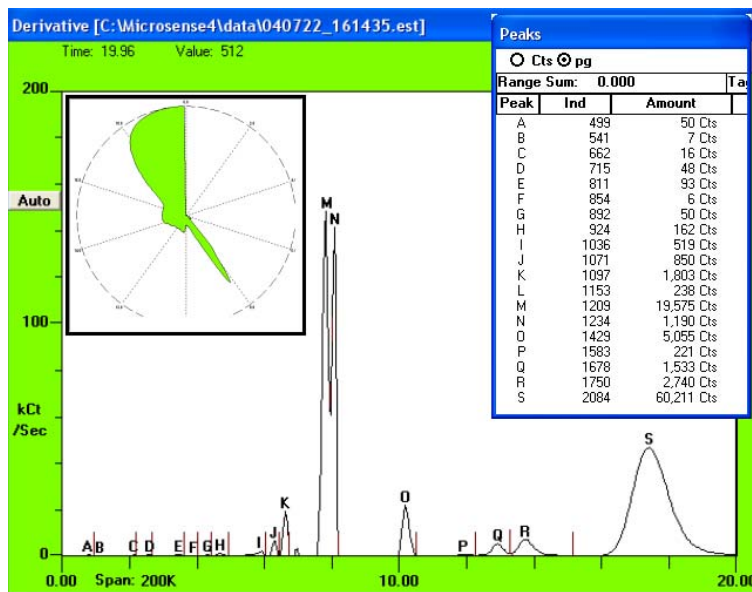 Derivative [C:\Microsense4\data\040722_161435.est]
Time: 19.96 Value: 512
Peaks
Cts pg
Range Sum: 0.000
Peak Ind Amount
A 499 50 Cts
B 541 7 Cts
C 662 16 Cts
D 715 48 Cts
E 811 93 Cts
F 854 6 Cts
G 892 50 Cts
H 924 162 Cts
I 1036 519 Cts
J 1071 850 Cts
K 1097 1,803 Cts
L 1153 238 Cts
M 1209 19,575 Cts
N 1234 1,190 Cts
O 1429 5,055 Cts
P 1583 221 Cts
Q 1678 1,533 Cts
R 1750 2,740 Cts
S 2084 60,211 Cts
200
Auto
M
N
100
kCt
/Sec
S
K
O
J
Q R
A B C D E F G H I P
0
0.00 Span: 200K 10.00 20.00